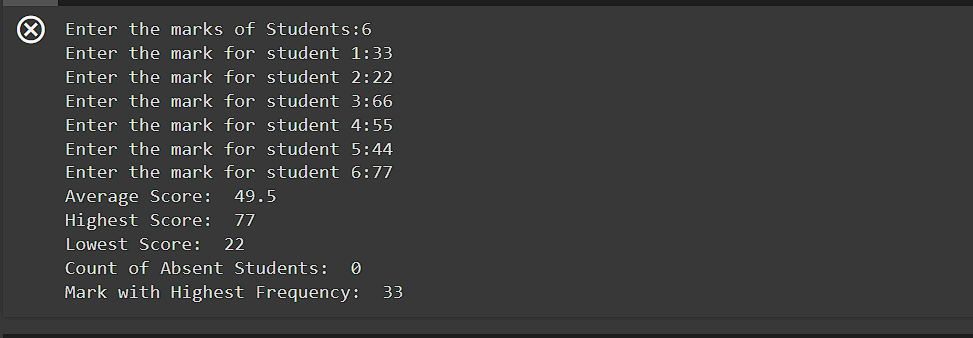 Enter the marks of Students:6
Enter the mark for student 1:33
Enter the mark for student 2:22
Enter the mark for student 3:66
Enter the mark for student 4:55
Enter the mark for student 5:44
Enter the mark for student 6:77
Average Score:  49.5
Highest Score:  77
Lowest Score:  22
Count of Absent Students:  0
Mark with Highest Frequency:  33